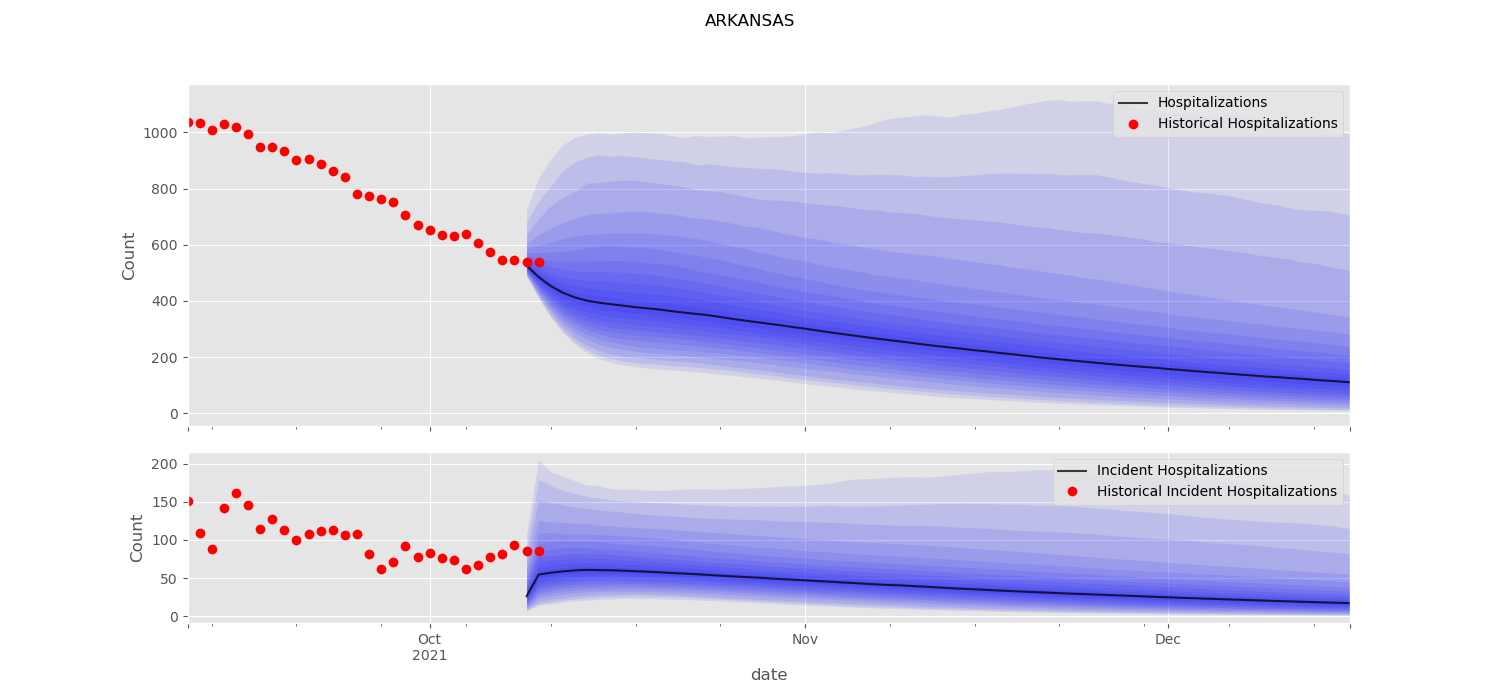 ARKANSAS
Hospitalizations
Historical Hospitalizations
1000
800
600
400
200
0
Count
Incident Hospitalizations
Historical Incident Hospitalizations
200
150
100
50
0
Count
Oct
2021
Nov
Dec
date